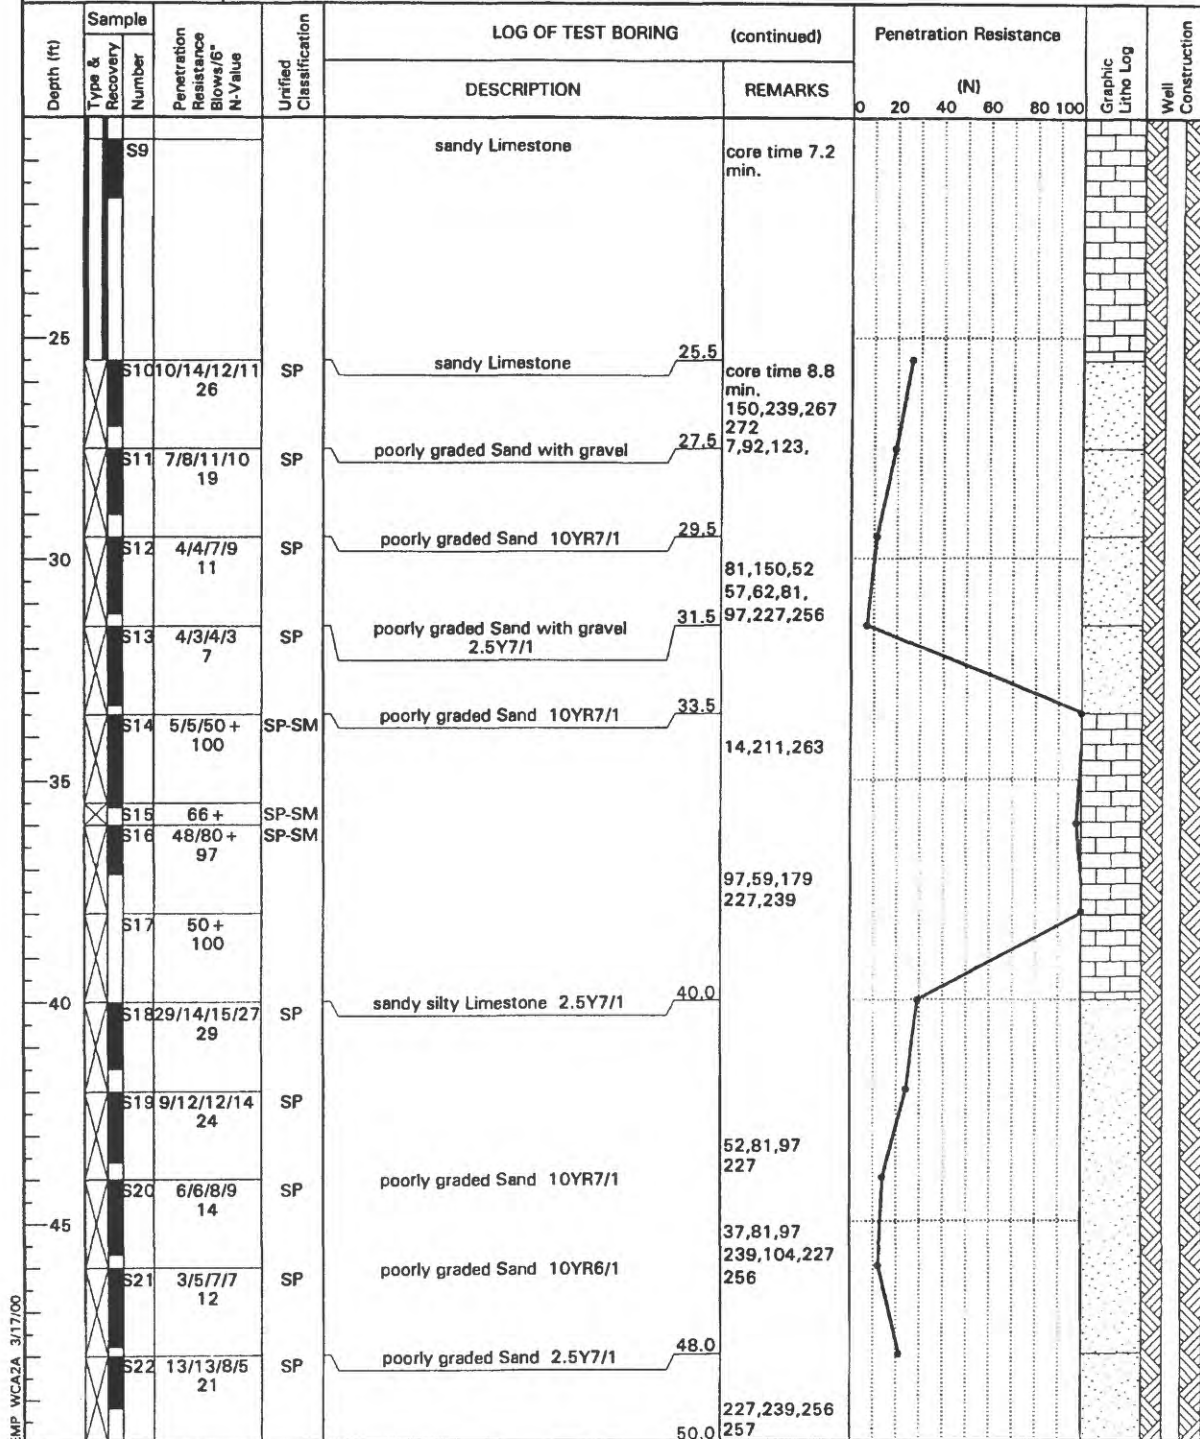 Depth (ft)
Sample
Type &
Recovery
Number
Penetration
Resistance
Blows/6"
N-Value
Unified
Classification
LOG OF TEST BORING (continued)
DESCRIPTION
REMARKS
Penetration Resistance
(N)
0 20 40 60 80 100
Graphic
Litho Log
Well
Construction
S9
sandy Limestone
core time 7.2
min.
25
25.5
S10 10/14/12/11 SP sandy Limestone
26
core time 8.8
min.
150,239,267
272
27.5
7,92,123,
S11 7/8/11/10 SP poorly graded Sand with gravel
19
29.5
S12 4/4/7/9 SP poorly graded Sand 10YR7/1
11
30
81,150,52
57,62,81,
97,227,256
31.5
S13 4/3/4/3 SP poorly graded Sand with gravel
7
2.5Y7/1
33.5
S14 5/5/50+ SP-SM poorly graded Sand 10YR7/1
100
14,211,263
35
S15 66+ SP-SM
S16 48/80+ SP-SM
97
97,59,179
227,239
S17 50+
100
40
40.0
S18 29/14/15/27 SP sandy silty Limestone 2.5Y7/1
29
S19 9/12/12/14 SP
24
52,81,97
227
S20 6/6/8/9 SP poorly graded Sand 10YR7/1
14
45
37,81,97
239,104,227
256
S21 3/5/7/7 SP poorly graded Sand 10YR6/1
12
48.0
S22 13/13/8/5 SP poorly graded Sand 2.5Y7/1
21
227,239,256
257
50.0
EMP WCA2A 3/17/00